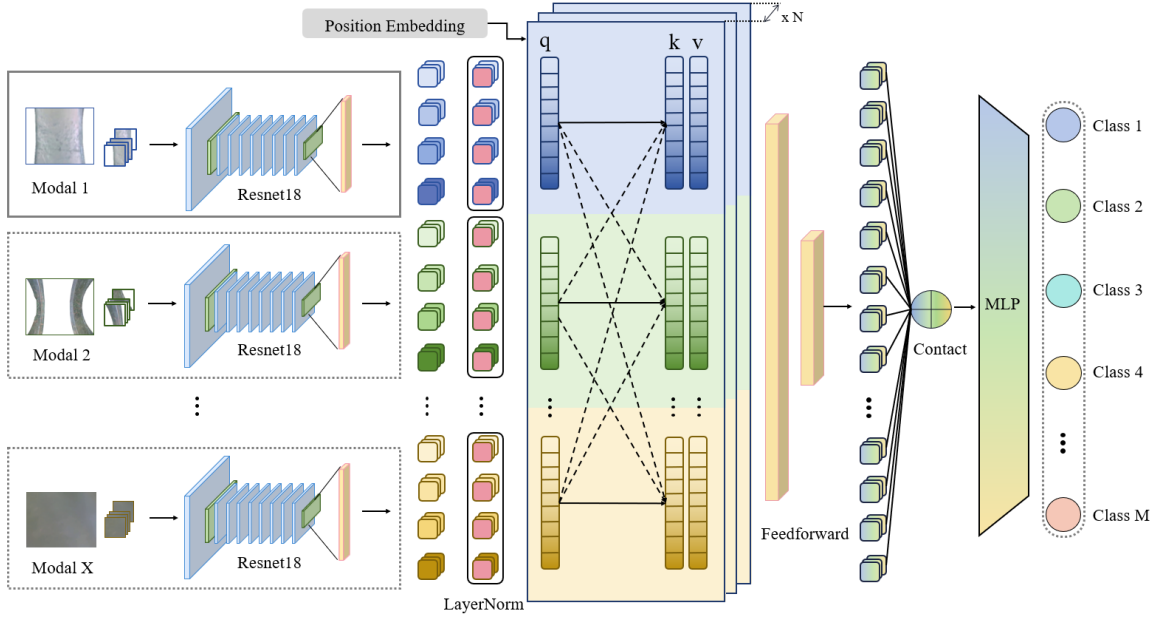 Position Embedding
x N
q
k
v
Modal 1
Resnet18
Modal 2
Resnet18
Modal X
Resnet18
LayerNorm
Feedforward
Contact
MLP
Class 1
Class 2
Class 3
Class 4
Class M